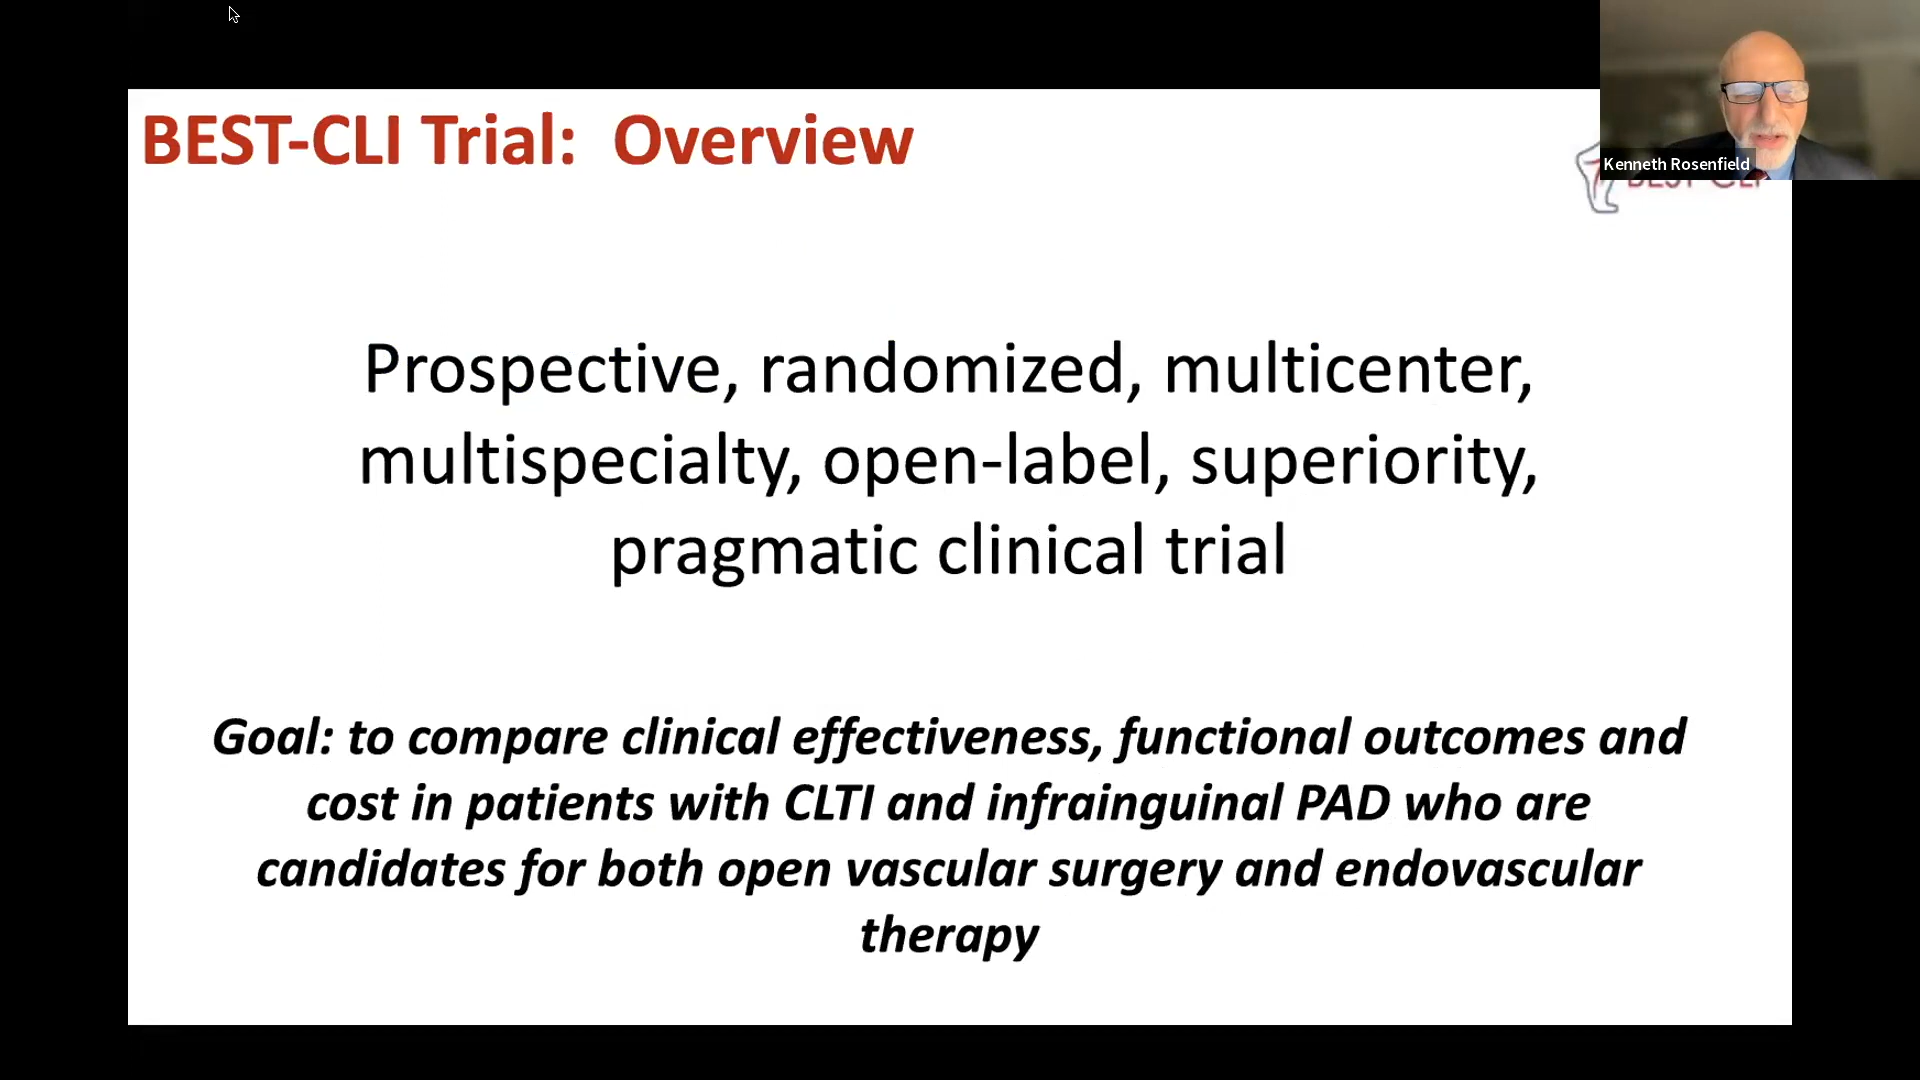 BEST-CLI Trial: Overview
Kenneth Rosenfield
Prospective, randomized, multicenter,
multispecialty, open-label, superiority,
pragmatic clinical trial
Goal: to compare clinical effectiveness, functional outcomes and
cost in patients with CLTI and infrainguinal PAD who are
candidates for both open vascular surgery and endovascular
therapy